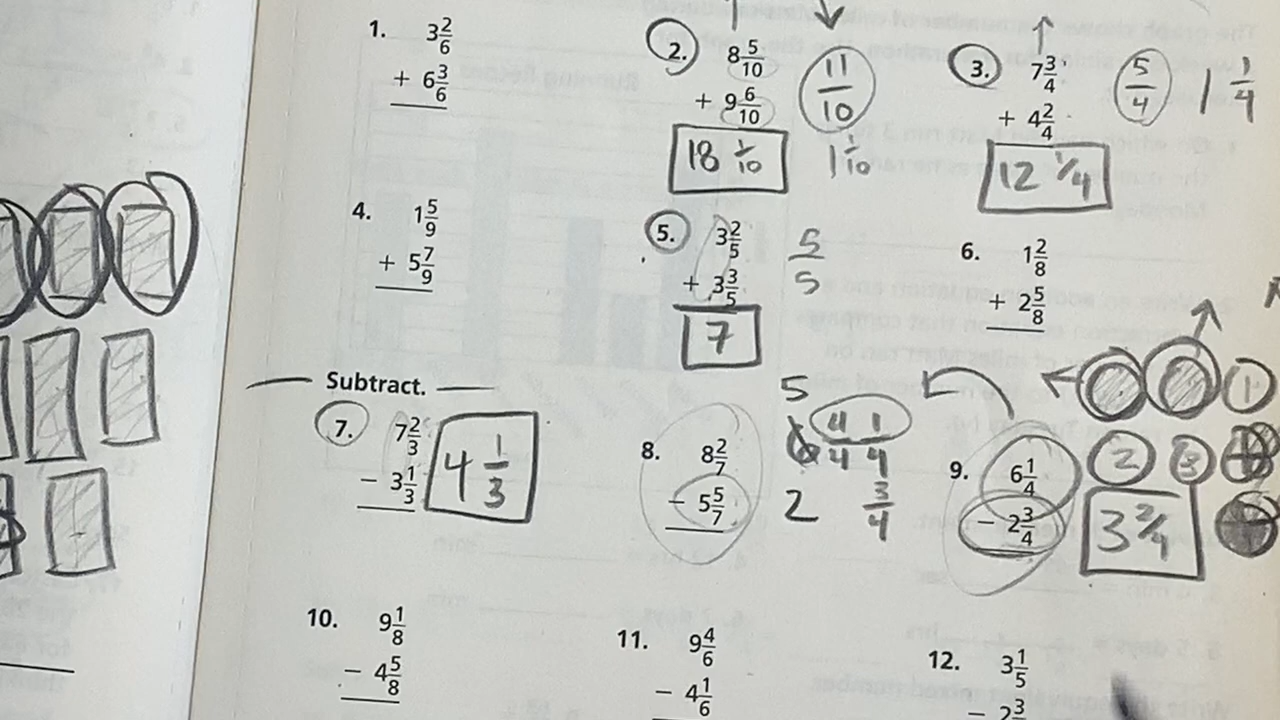 1. 3 2/6
+ 6 3/6
2. 8 5/10
+ 9 6/10
18 1/10
11/10
1 1/10
3. 7 3/4
+ 4 2/4
12 1/4
5/4 1 1/4
4. 1 5/9
+ 5 7/9
5. 3 2/5
+ 3 3/5
7
5/5
6. 1 2/8
+ 2 5/8
Subtract.
7. 7 2/3
- 3 1/3
4 1/3
8. 8 2/7
- 5 5/7
5
6 4/4 1/4
2 3/4
9. 6 1/4
- 2 3/4
3 2/4
1
2 3
10. 9 1/8
- 4 5/8
11. 9 4/6
- 4 1/6
12. 3 1/5